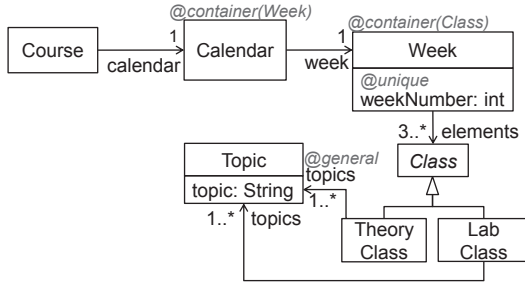 @container(Week)
@container(Class)
Course
1
calendar
Calendar
1
week
Week
@unique
weekNumber: int
3..* elements
Class
Topic
topic: String
@general
topics
1..*
1..* topics
Theory
Class
Lab
Class